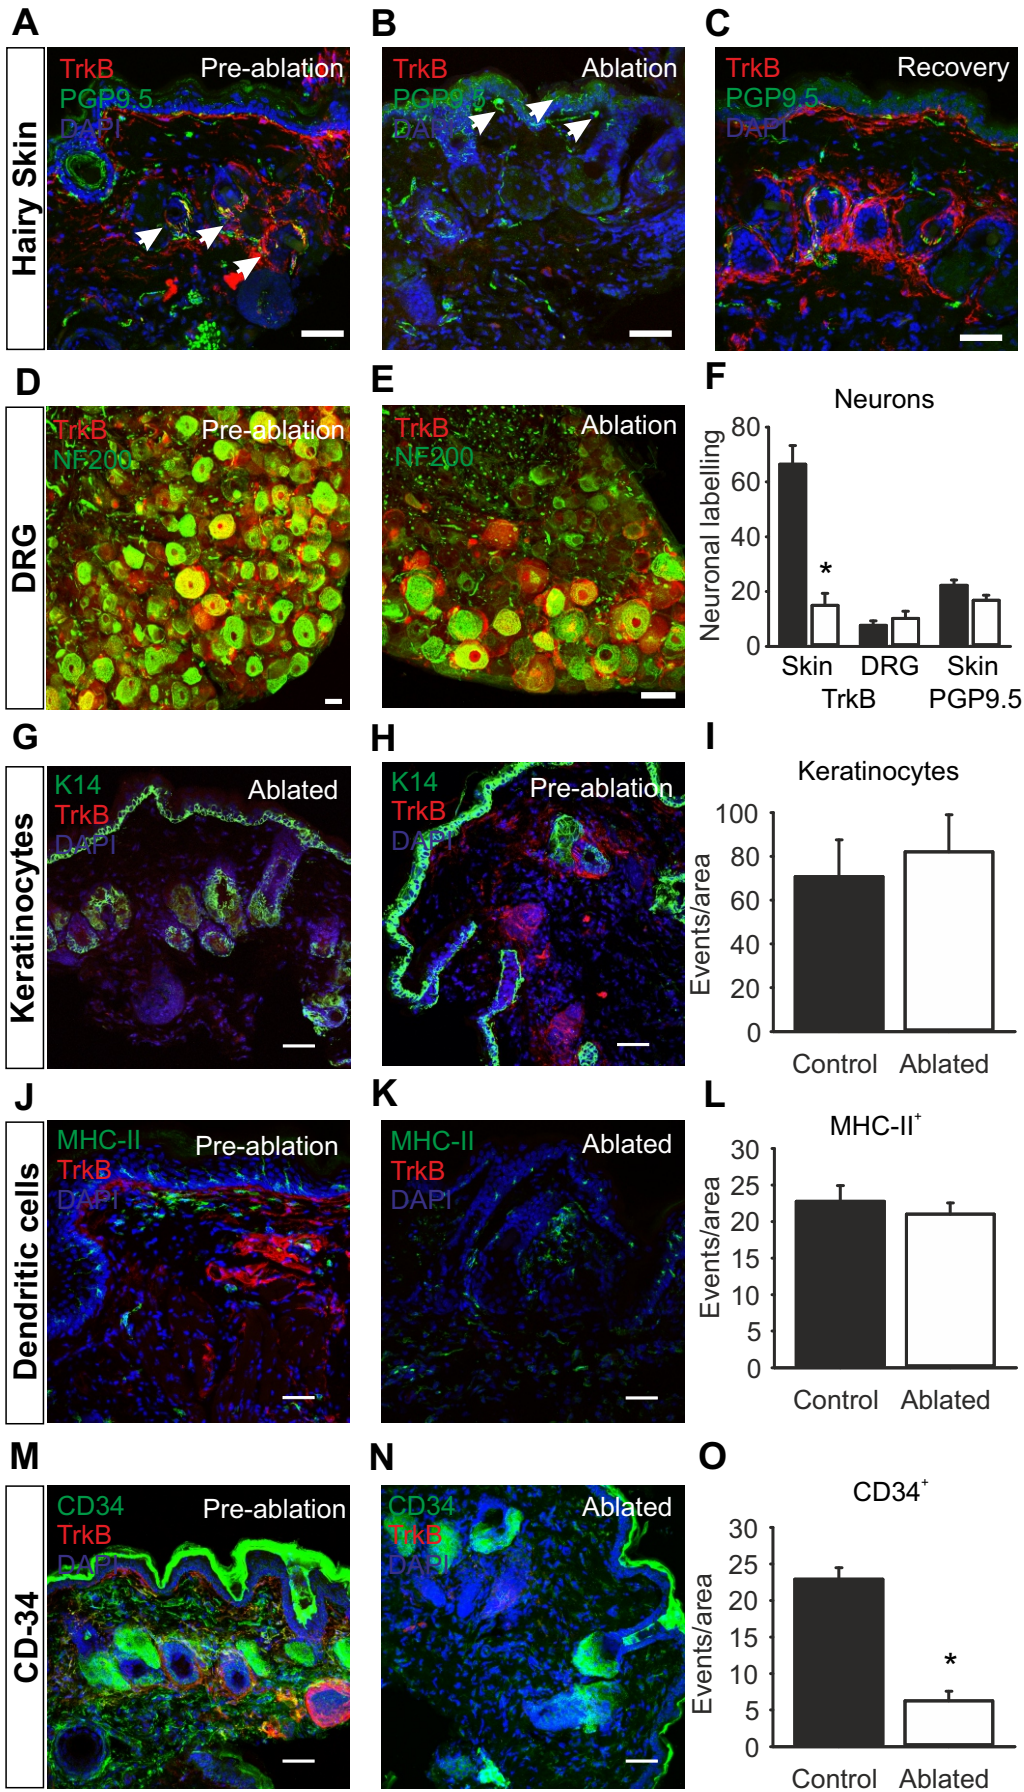 A
B
C
Hairy Skin
TrkB
PGP9.5
DAPI
Pre-ablation
TrkB
PGP9.5
DAPI
Ablation
TrkB
PGP9.5
DAPI
Recovery
D
E
F
DRG
TrkB
NF200
Pre-ablation
TrkB
NF200
Ablation
Neurons
Neuronal labelling
80
60
40
20
0
*
Skin DRG Skin
TrkB PGP9.5
G
H
I
Keratinocytes
K14
TrkB
DAPI
Ablated
K14
TrkB
DAPI
Pre-ablation
Keratinocytes
Events/area
100
80
60
40
20
0
Control Ablated
J
K
L
Dendritic cells
MHC-II
TrkB
DAPI
Pre-ablation
MHC-II
TrkB
DAPI
Ablated
MHC-II⁺
Events/area
30
25
20
15
10
5
0
Control Ablated
M
N
O
CD-34
CD34
TrkB
DAPI
Pre-ablation
CD34
TrkB
DAPI
Ablated
CD34⁺
Events/area
30
25
20
15
10
5
0
*
Control Ablated